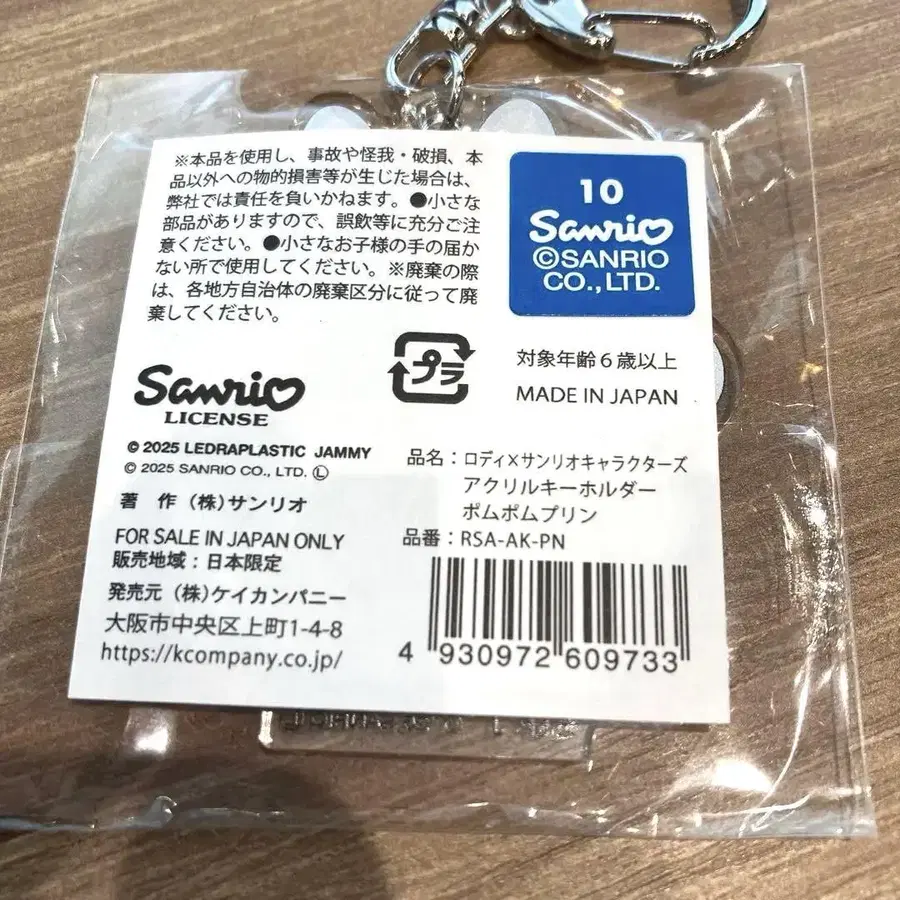 ※本品を使用し、事故や怪我・破損、本
品以外への物的損害等が生じた場合は、
弊社では責任を負いかねます。●小さな
部品がありますので、誤飲等に充分ご注
意ください。●小さなお子様の手の届か
ない所で使用してください。※廃棄の際
は、各地方自治体の廃棄区分に従って廃
棄してください。
10
Sanrio
©SANRIO
CO.,LTD.
プラ
対象年齢6歳以上
MADE IN JAPAN
Sanrio
LICENSE
© 2025 LEDRAPLASTIC JAMMY
© 2025 SANRIO CO., LTD. Ⓛ
著 作 (株)サンリオ
FOR SALE IN JAPAN ONLY
販売地域:日本限定
発売元 (株)ケイカンパニー
大阪市中央区上町1-4-8
https://kcompany.co.jp/
品名:ロディ×サンリオキャラクターズ
アクリルキーホルダー
ポムポムプリン
品番:RSA-AK-PN
4 930972 609733